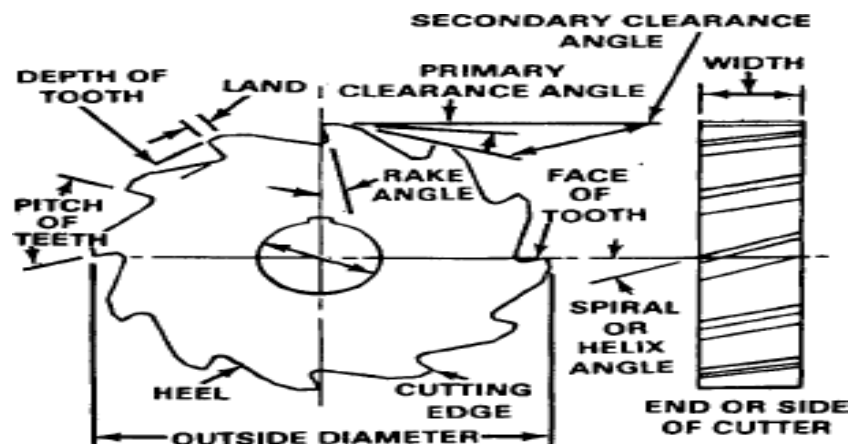 SECONDARY CLEARANCE
ANGLE
DEPTH OF
TOOTH
LAND
PRIMARY
CLEARANCE ANGLE
WIDTH
RAKE
ANGLE
FACE
OF
TOOTH
PITCH
OF
TEETH
SPIRAL
OR
HELIX
ANGLE
HEEL
CUTTING
EDGE
END OR SIDE
OF CUTTER
OUTSIDE DIAMETER